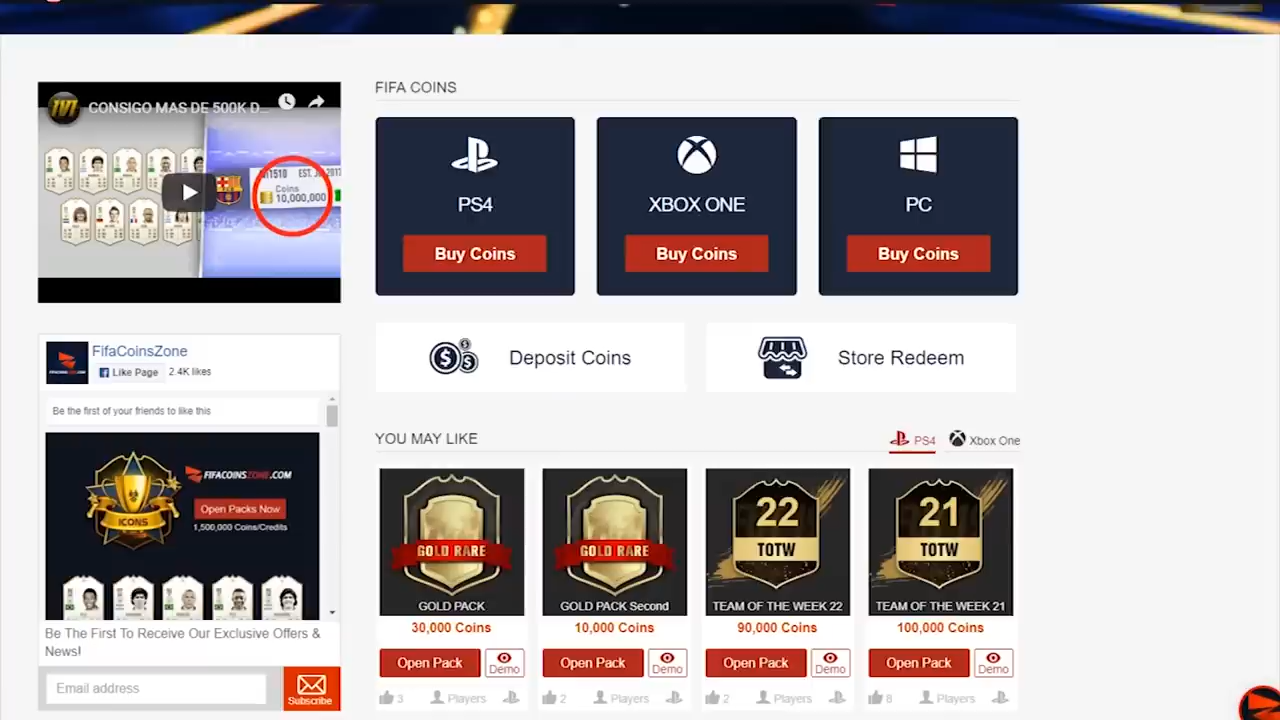 CONSIGO MAS DE 500K D...
EST. JUL 2017
Coins
10,000,000
FifaCoinsZone
Like Page
2.4K likes
Be the first of your friends to like this
FIFACOINSZONE.COM
Open Packs Now
1,500,000 Coins/Credits
ICONS
Be The First To Receive Our Exclusive Offers &
News!
Email address
Subscribe
FIFA COINS
PS4
XBOX ONE
PC
Buy Coins
Buy Coins
Buy Coins
Deposit Coins
Store Redeem
YOU MAY LIKE
PS4
Xbox One
GOLD RARE
GOLD PACK
30,000 Coins
Open Pack
Demo
3
Players
GOLD RARE
GOLD PACK Second
10,000 Coins
Open Pack
Demo
2
Players
22
TOTW
TEAM OF THE WEEK 22
90,000 Coins
Open Pack
Demo
2
Players
21
TOTW
TEAM OF THE WEEK 21
100,000 Coins
Open Pack
Demo
8
Players